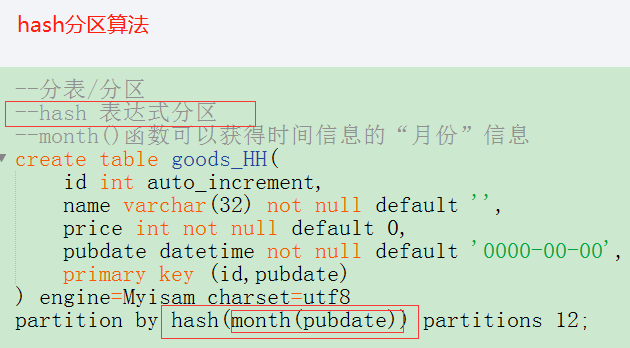 hash分区算法
--分表/分区
--hash 表达式分区
--month()函数可以获得时间信息的“月份”信息
create table goods_HH(
id int auto_increment,
name varchar(32) not null default '',
price int not null default 0,
pubdate datetime not null default '0000-00-00',
primary key (id,pubdate)
) engine=Myisam charset=utf8
partition by hash(month(pubdate)) partitions 12;